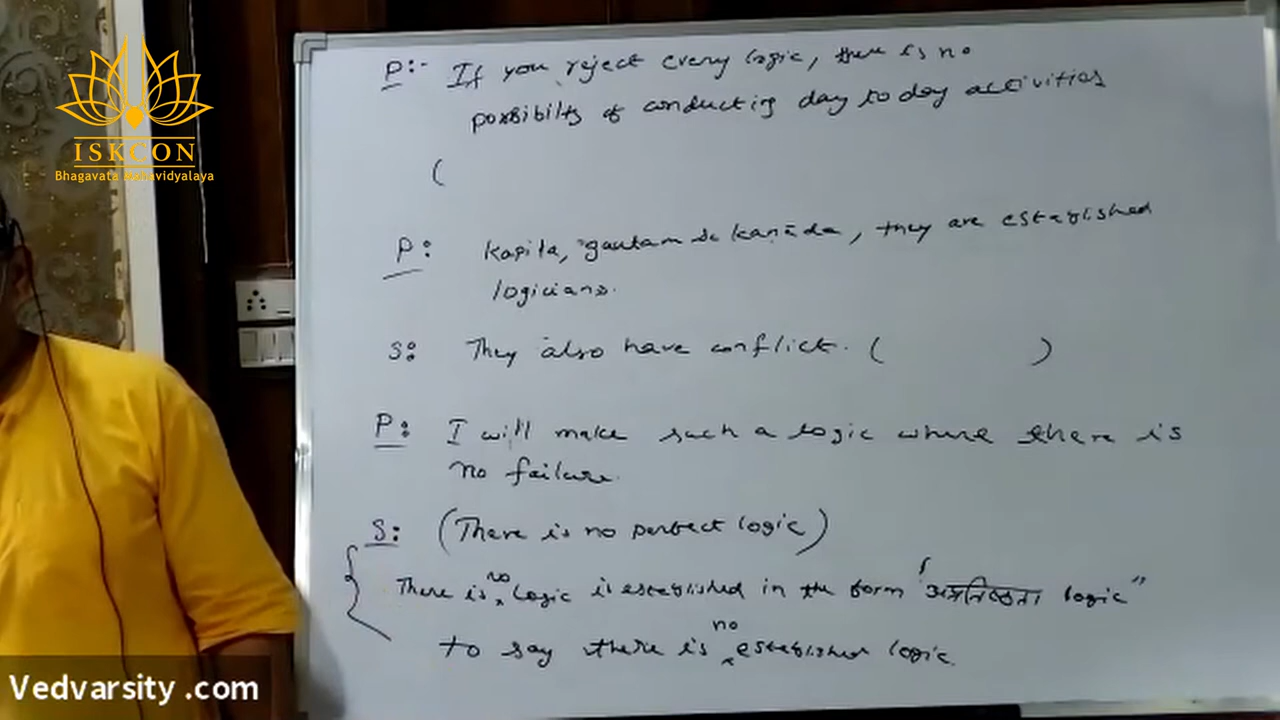 ISKCON
Bhagavata Mahavidyalaya
P:- If you reject every logic, there is no
possibilty of conducting day to day activities
(
P: Kapila, gautam & kaṇāda, they are established
logicians.
S: They also have conflict. ( )
P: I will make such a logic where there is
no failure.
S: (There is no perfect logic)
There is no Logic is established in the form "अप्रतिष्ठता logic"
to say there is no established logic.
Vedvarsity .com